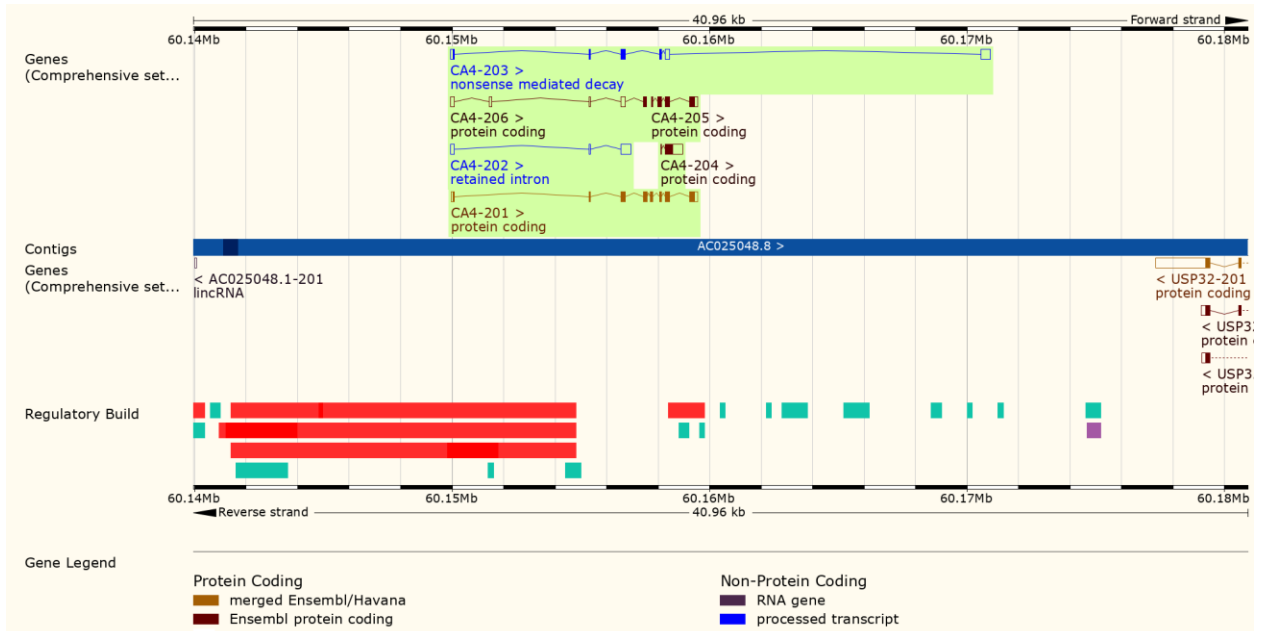 40.96 kb Forward strand
60.14Mb 60.15Mb 60.16Mb 60.17Mb 60.18Mb
Genes
(Comprehensive set...
CA4-203 >
nonsense mediated decay
CA4-206 > CA4-205 >
protein coding protein coding
CA4-202 > CA4-204 >
retained intron protein coding
CA4-201 >
protein coding
Contigs AC025048.8 >
Genes
(Comprehensive set...
< AC025048.1-201 < USP32-201
lincRNA protein coding
< USP3
protein
< USP3
protein
Regulatory Build
60.14Mb 60.15Mb 60.16Mb 60.17Mb 60.18Mb
Reverse strand 40.96 kb
Gene Legend
Protein Coding Non-Protein Coding
merged Ensembl/Havana RNA gene
Ensembl protein coding processed transcript